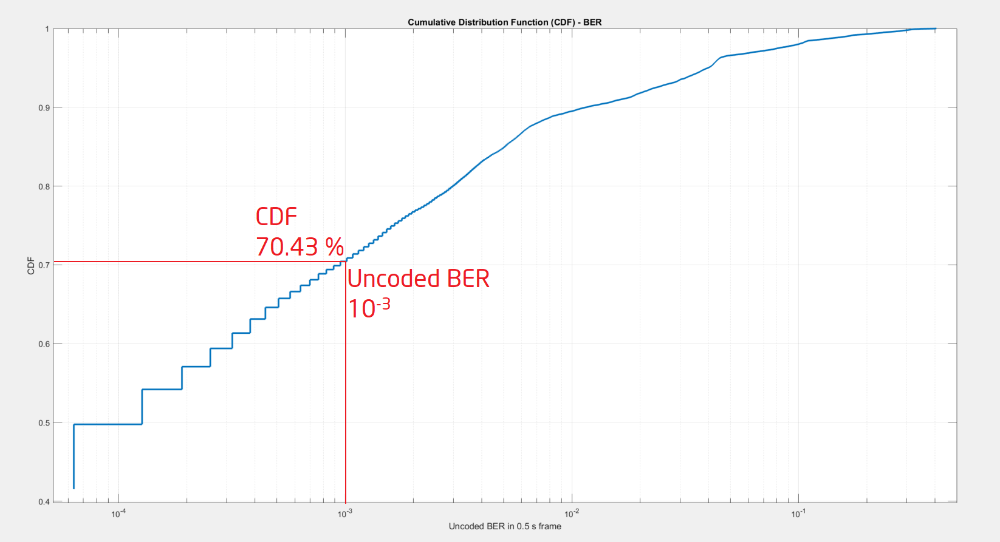 Cumulative Distribution Function (CDF) - BER
1
0.9
0.8
0.7
0.6
0.5
0.4
CDF
CDF
70.43 %
Uncoded BER
10⁻³
10⁻⁴
10⁻³
10⁻²
10⁻¹
Uncoded BER in 0.5 s frame